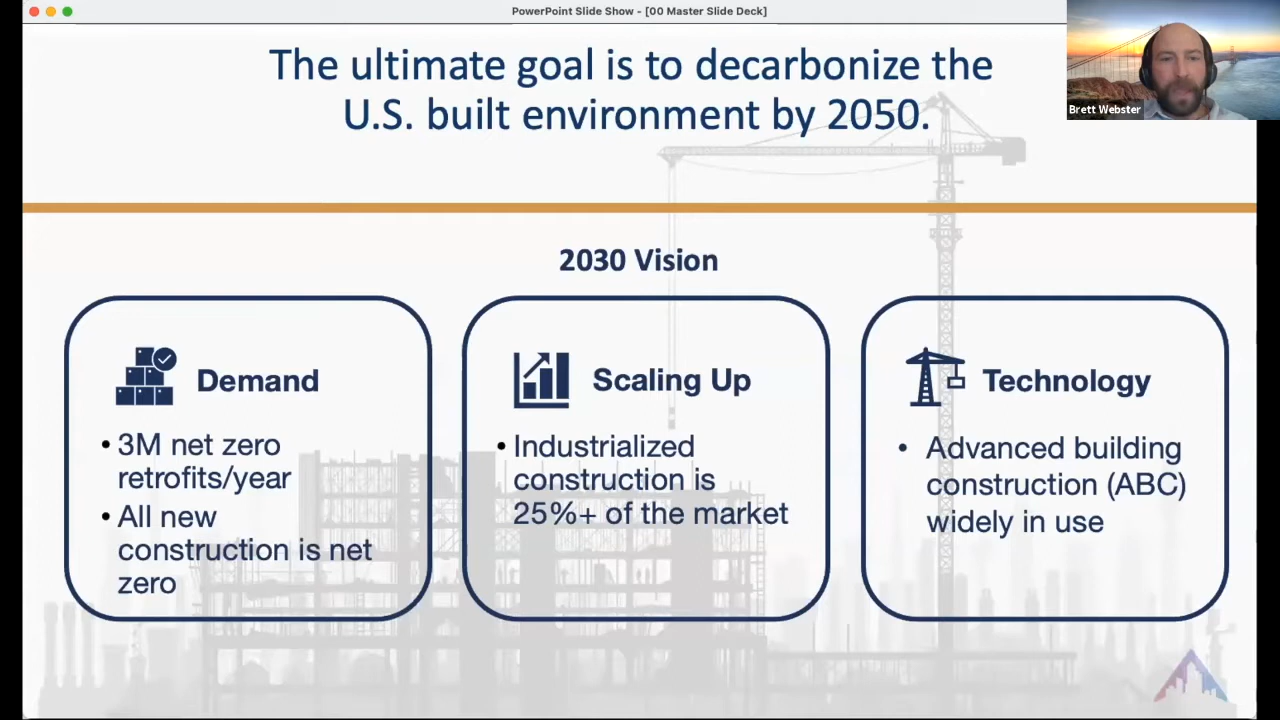 PowerPoint Slide Show - [00 Master Slide Deck]
The ultimate goal is to decarbonize the
U.S. built environment by 2050.
Brett Webster
2030 Vision
Demand
• 3M net zero
retrofits/year
• All new
construction is net
zero
Scaling Up
• Industrialized
construction is
25%+ of the market
Technology
• Advanced building
construction (ABC)
widely in use